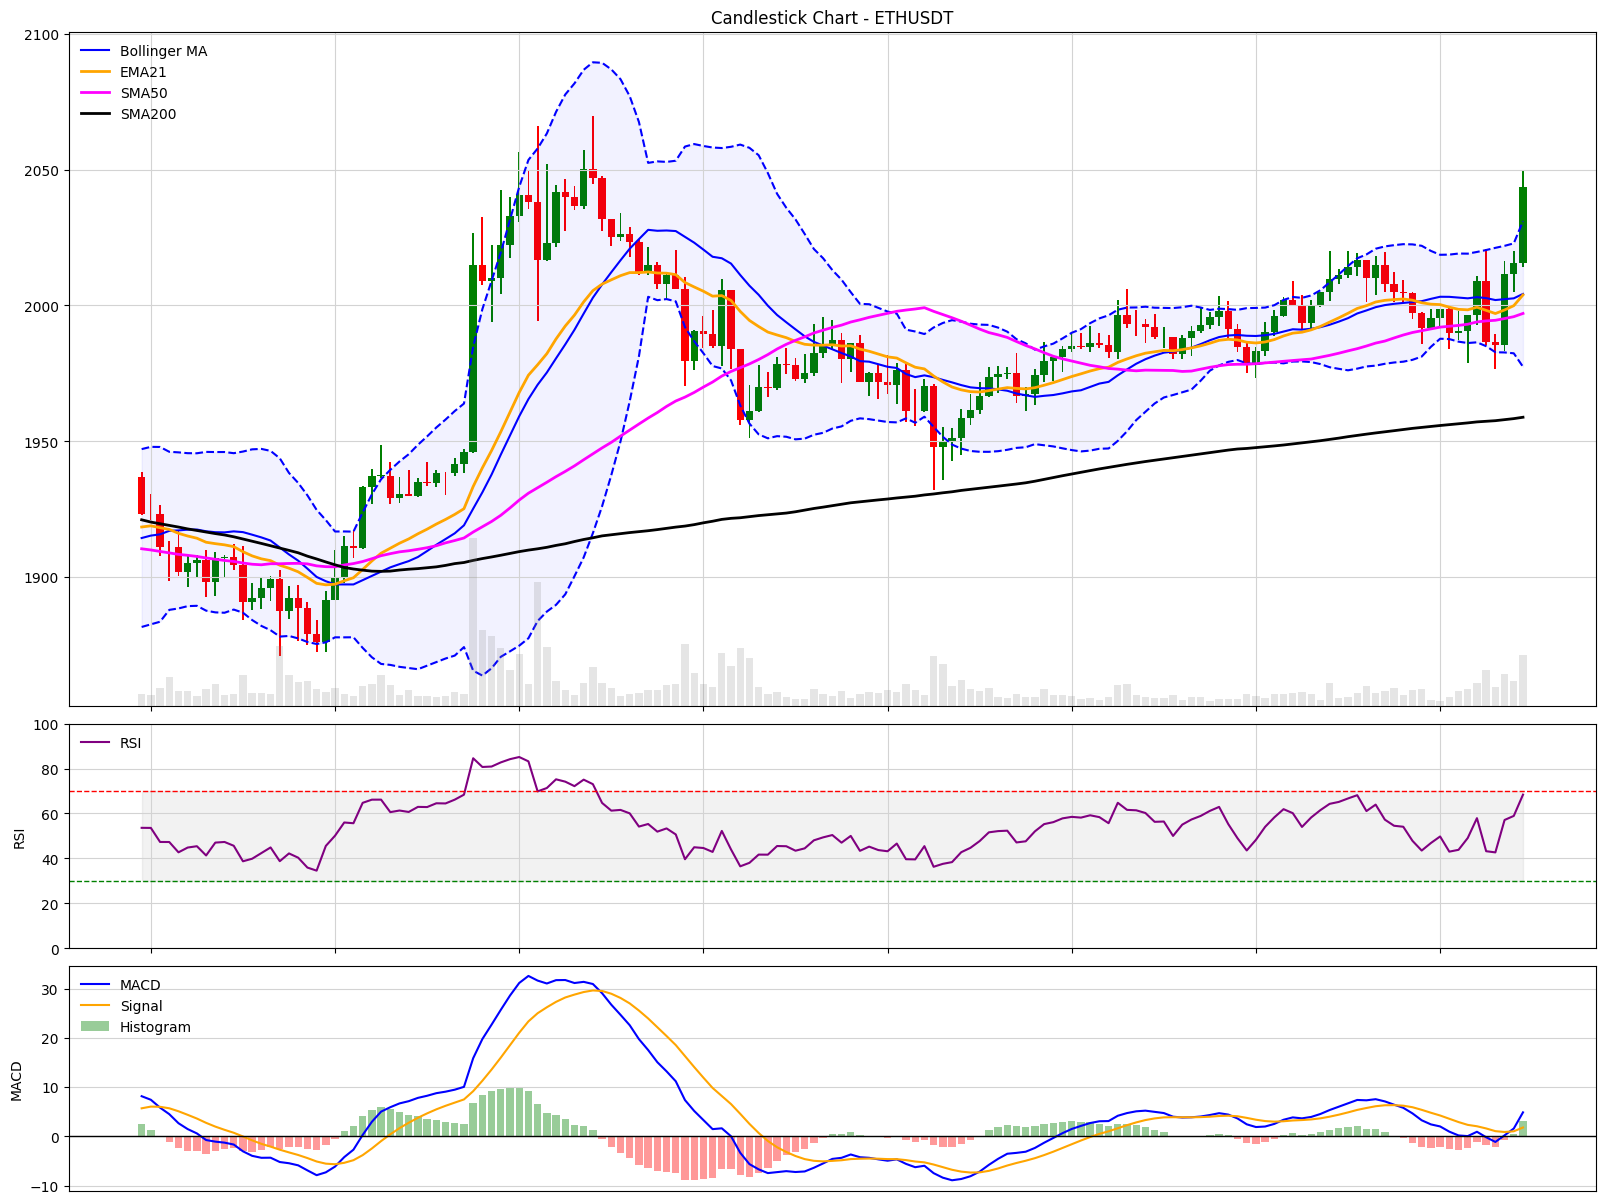 Candlestick Chart - ETHUSDT
Bollinger MA
EMA21
SMA50
SMA200
2100
2050
2000
1950
1900
RSI
100
80
60
40
20
0
RSI
MACD
Signal
Histogram
30
20
10
0
−10
MACD